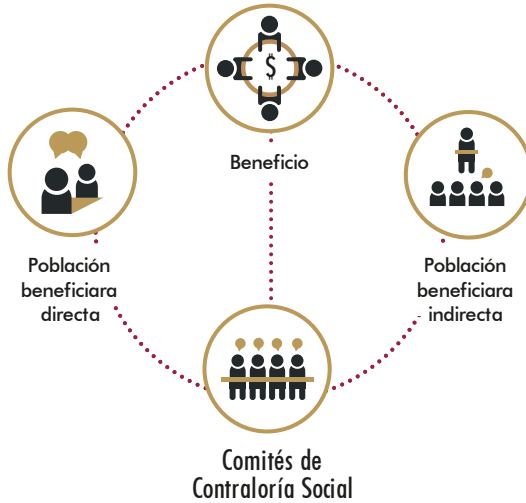 $
Beneficio
Población
beneficiara
directa
Población
beneficiara
indirecta
Comités de
Contraloría Social